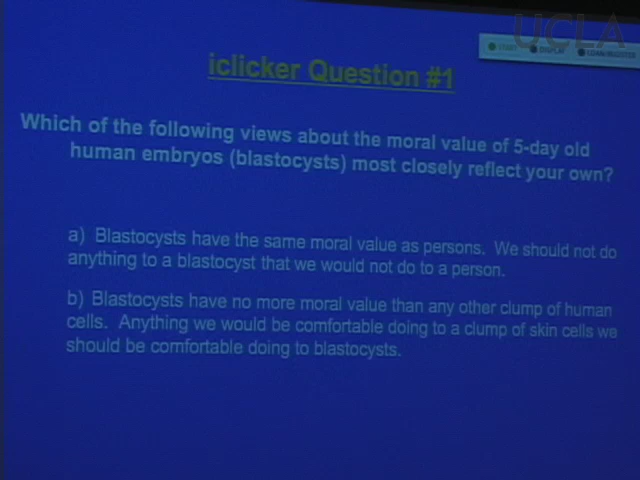 UCLA
START DISPLAY LOAN/REGISTER
iclicker Question #1
Which of the following views about the moral value of 5-day old
human embryos (blastocysts) most closely reflect your own?
a) Blastocysts have the same moral value as persons. We should not do
anything to a blastocyst that we would not do to a person.
b) Blastocysts have no more moral value than any other clump of human
cells. Anything we would be comfortable doing to a clump of skin cells we
should be comfortable doing to blastocysts.